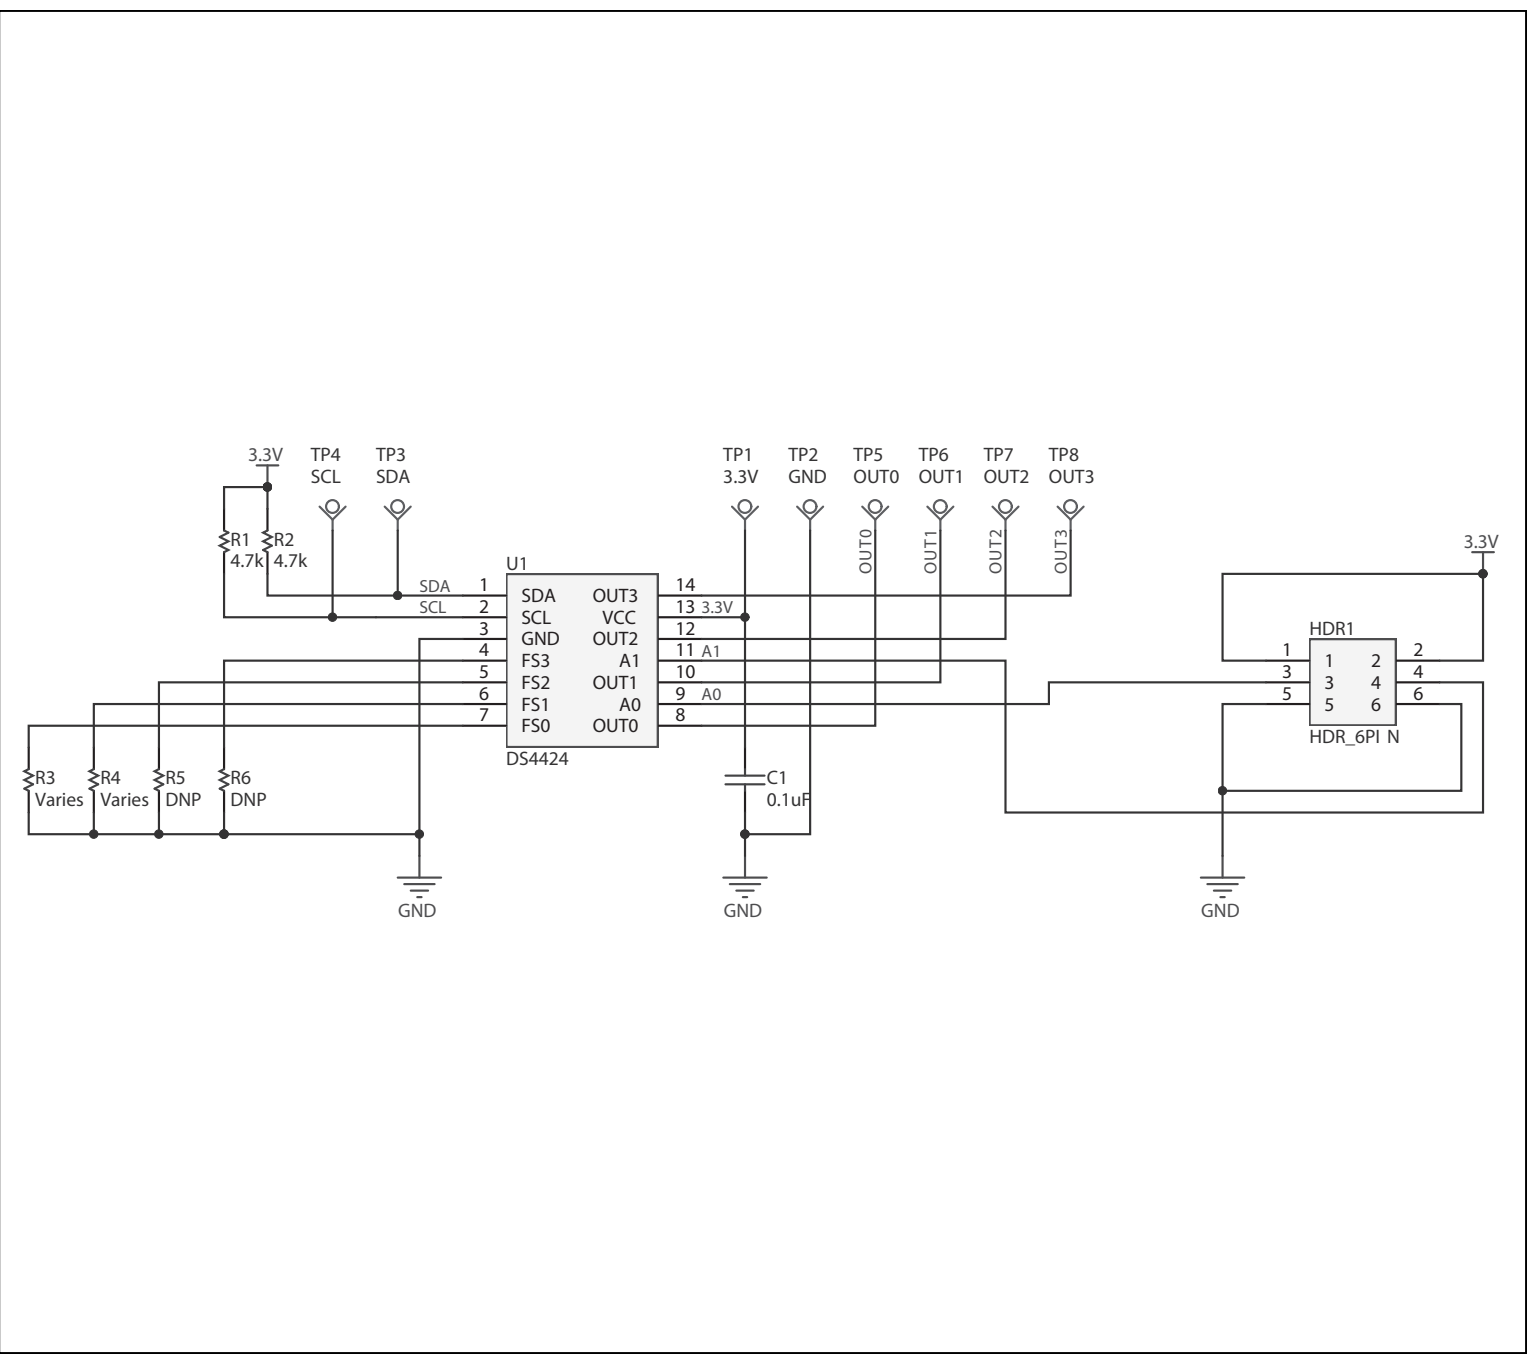 3.3V TP4 TP3 TP1 TP2 TP5 TP6 TP7 TP8
SCL SDA 3.3V GND OUT0 OUT1 OUT2 OUT3
R1 R2
4.7k 4.7k
OUT0 OUT1 OUT2 OUT3
3.3V
U1
SDA 1 SDA OUT3 14
SCL 2 SCL VCC 13 3.3V
3 GND OUT2 12
4 FS3 A1 11 A1
5 FS2 OUT1 10
6 FS1 A0 9 A0
7 FS0 OUT0 8
DS4424
HDR1
1 1 2 2
3 3 4 4
5 5 6 6
HDR_6PI N
R3 R4 R5 R6 C1
Varies Varies DNP DNP 0.1uF
GND GND GND